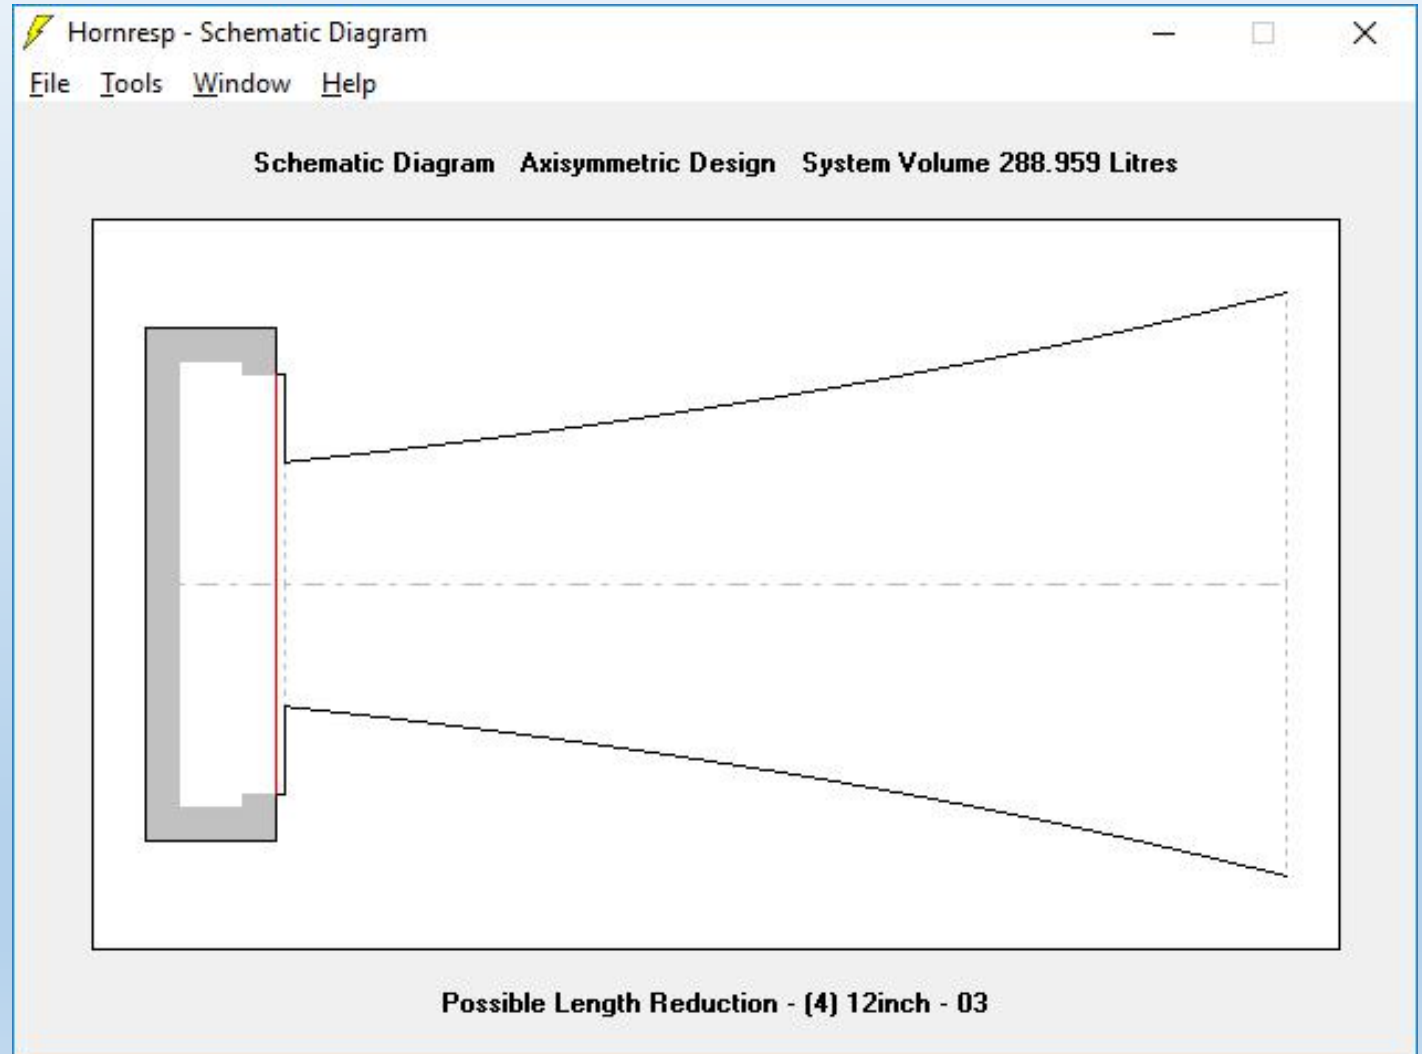 Hornresp - Schematic Diagram
File Tools Window Help
Schematic Diagram Axisymmetric Design System Volume 288.959 Litres
Possible Length Reduction - (4) 12inch - 03